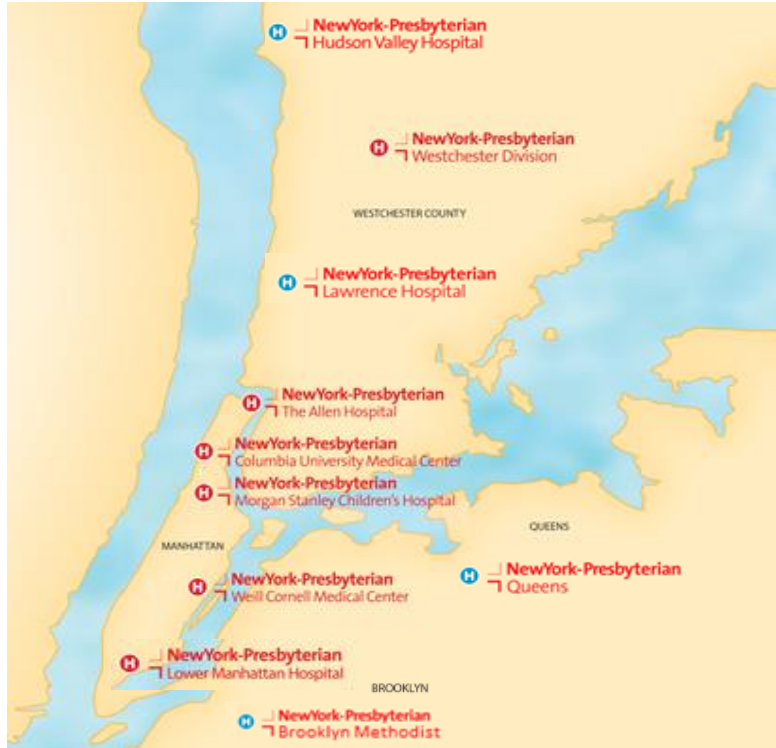 H NewYork-Presbyterian
Hudson Valley Hospital
H NewYork-Presbyterian
Westchester Division
WESTCHESTER COUNTY
H NewYork-Presbyterian
Lawrence Hospital
H NewYork-Presbyterian
The Allen Hospital
H NewYork-Presbyterian
Columbia University Medical Center
H NewYork-Presbyterian
Morgan Stanley Children's Hospital
QUEENS
MANHATTAN
H NewYork-Presbyterian
Queens
H NewYork-Presbyterian
Weill Cornell Medical Center
H NewYork-Presbyterian
Lower Manhattan Hospital
BROOKLYN
H NewYork-Presbyterian
Brooklyn Methodist